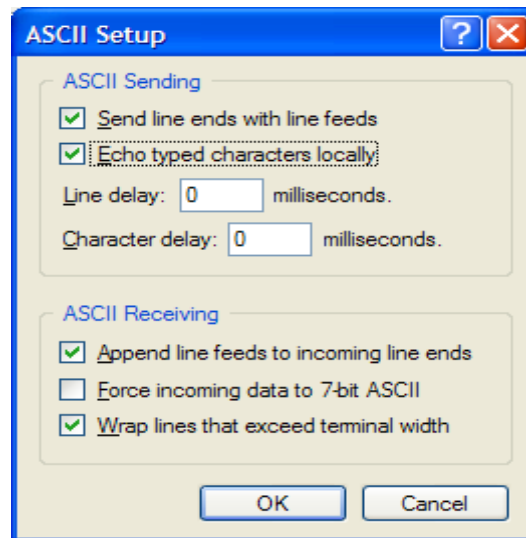 ASCII Setup
?
ASCII Sending
Send line ends with line feeds
Echo typed characters locally
Line delay: 0 milliseconds.
Character delay: 0 milliseconds.
ASCII Receiving
Append line feeds to incoming line ends
Force incoming data to 7-bit ASCII
Wrap lines that exceed terminal width
OK Cancel